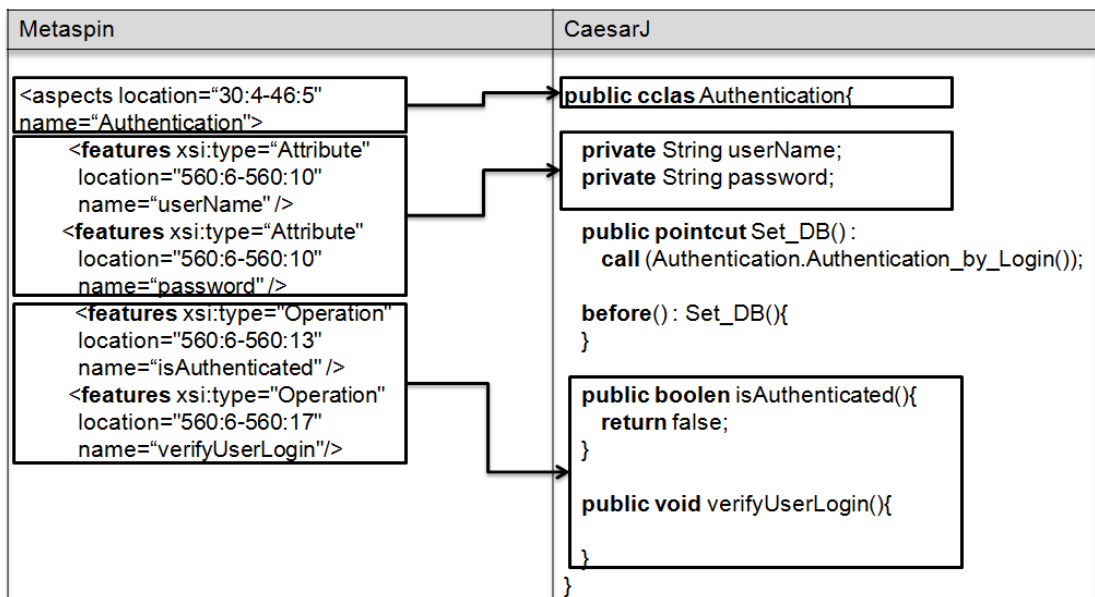 Metaspin
<aspects location=“30:4-46:5"
name=“Authentication">
<features xsi:type=“Attribute"
location="560:6-560:10"
name=“userName" />
<features xsi:type=“Attribute"
location="560:6-560:10"
name=“password" />
<features xsi:type="Operation"
location="560:6-560:13"
name=“isAuthenticated" />
<features xsi:type="Operation"
location="560:6-560:17"
name=“verifyUserLogin"/>
CaesarJ
public cclas Authentication{
private String userName;
private String password;
public pointcut Set_DB() :
call (Authentication.Authentication_by_Login());
before() : Set_DB(){
}
public boolen isAuthenticated(){
return false;
}
public void verifyUserLogin(){
}
}